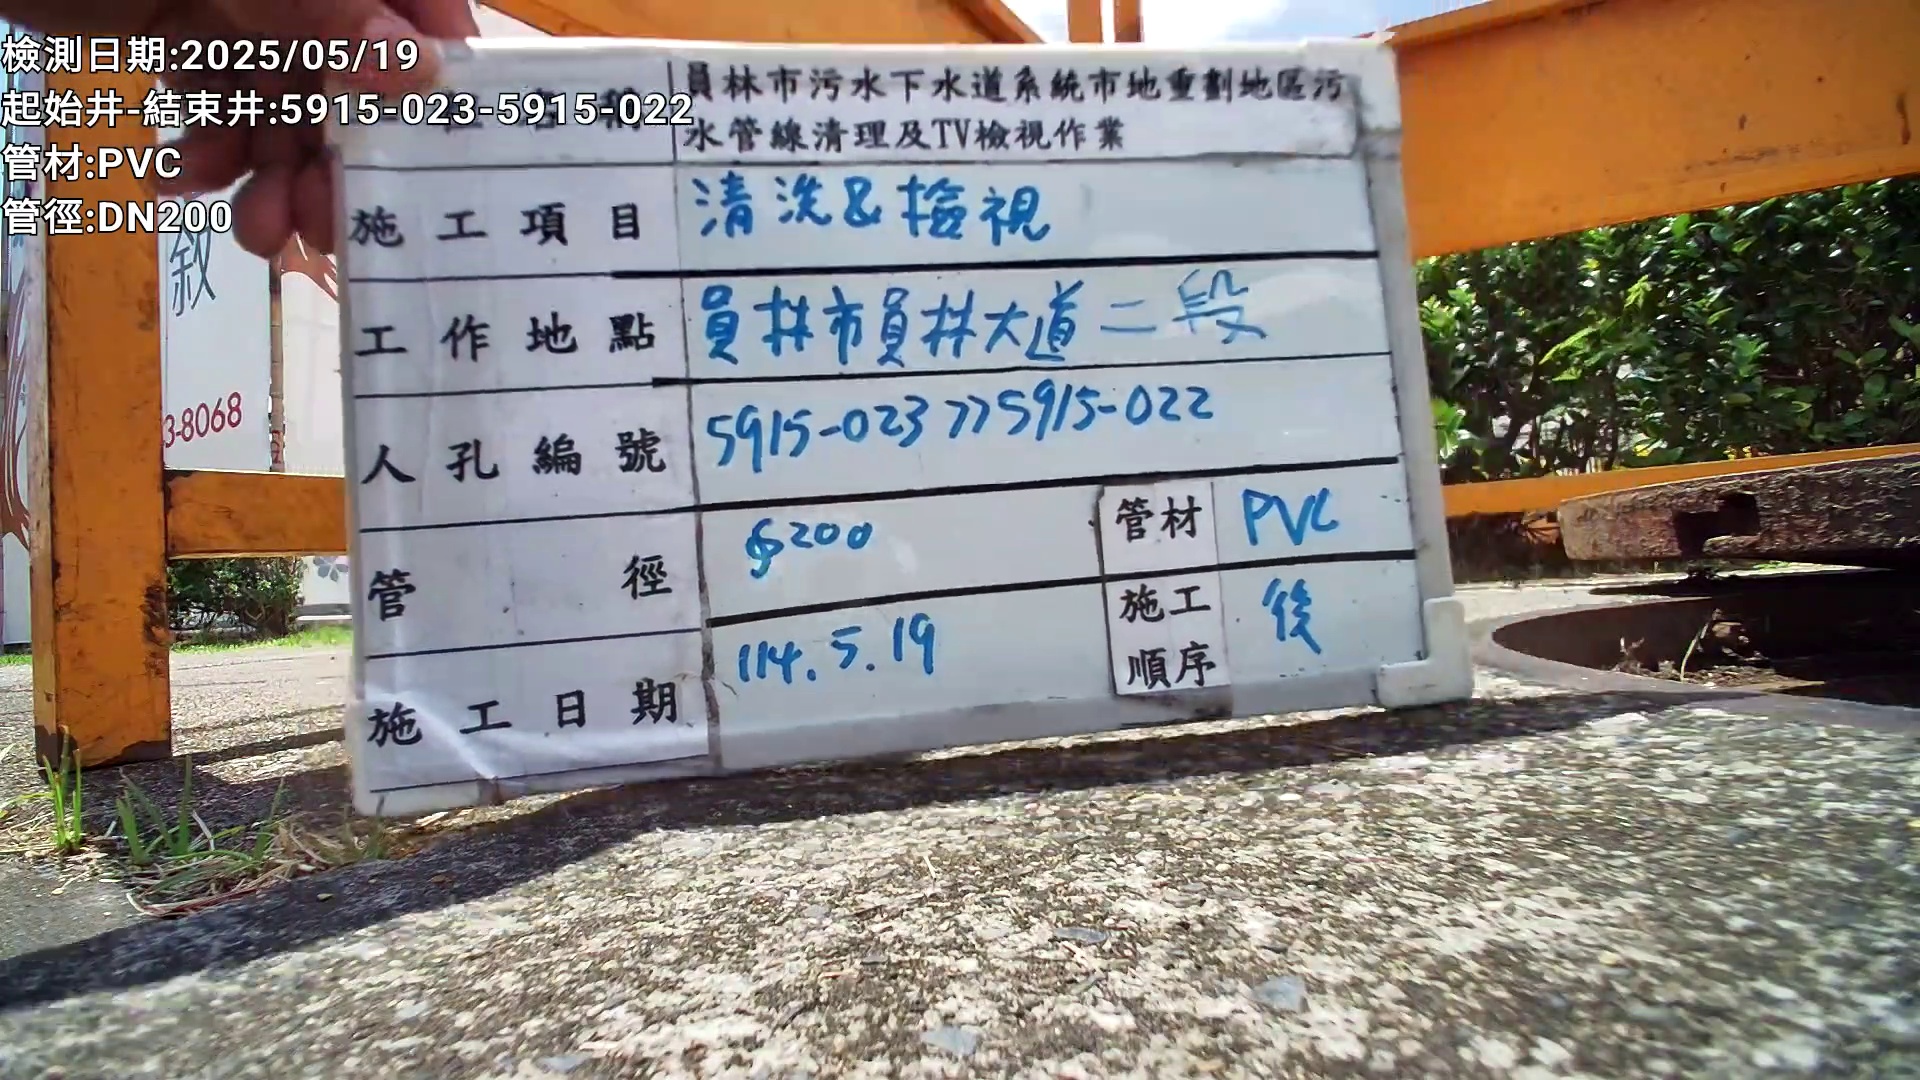 檢測日期:2025/05/19
起始井-結束井:5915-023-5915-022
管材:PVC
管徑:DN200
員林市污水下水道系統市地重劃地區污
水管線清理及TV檢視作業
施工項目 清洗&檢視
工作地點 員林市員林大道二段
人孔編號 5915-023>>5915-022
管徑 φ200 管材 PVC
施工日期 114.5.19 施工順序 後
敘
3-8068